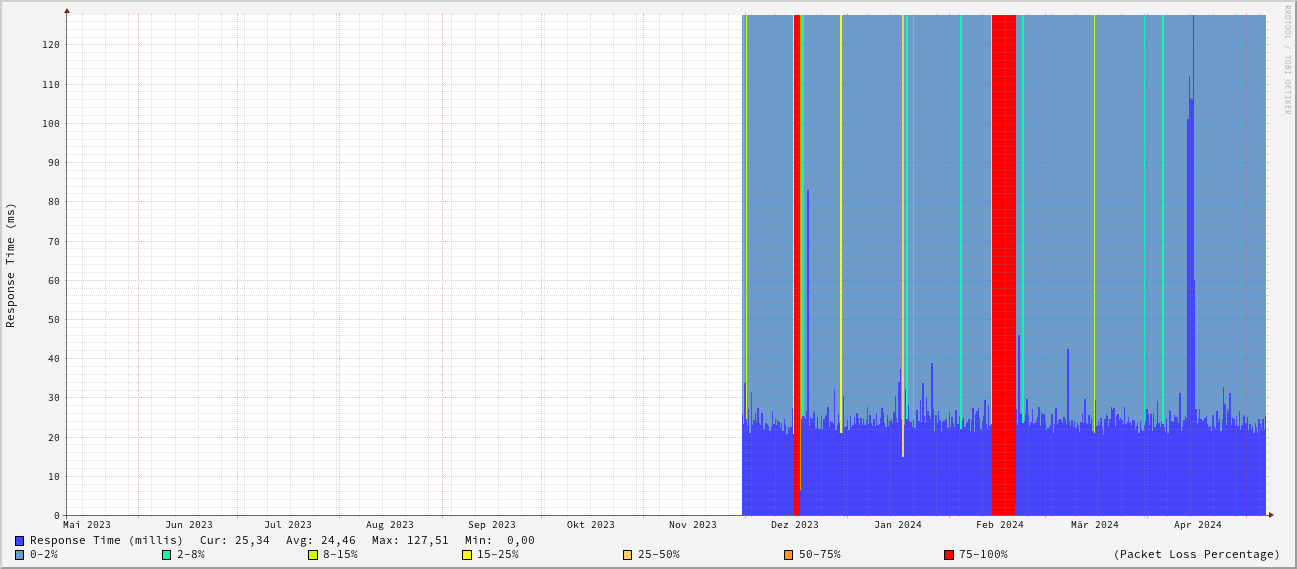 RRDTOOL / TOBI OETIKER
Response Time (ms)
120
110
100
90
80
70
60
50
40
30
20
10
0
Mai 2023 Jun 2023 Jul 2023 Aug 2023 Sep 2023 Okt 2023 Nov 2023 Dez 2023 Jan 2024 Feb 2024 Mär 2024 Apr 2024
Response Time (millis) Cur: 25,34 Avg: 24,46 Max: 127,51 Min: 0,00
0-2% 2-8% 8-15% 15-25% 25-50% 50-75% 75-100% (Packet Loss Percentage)